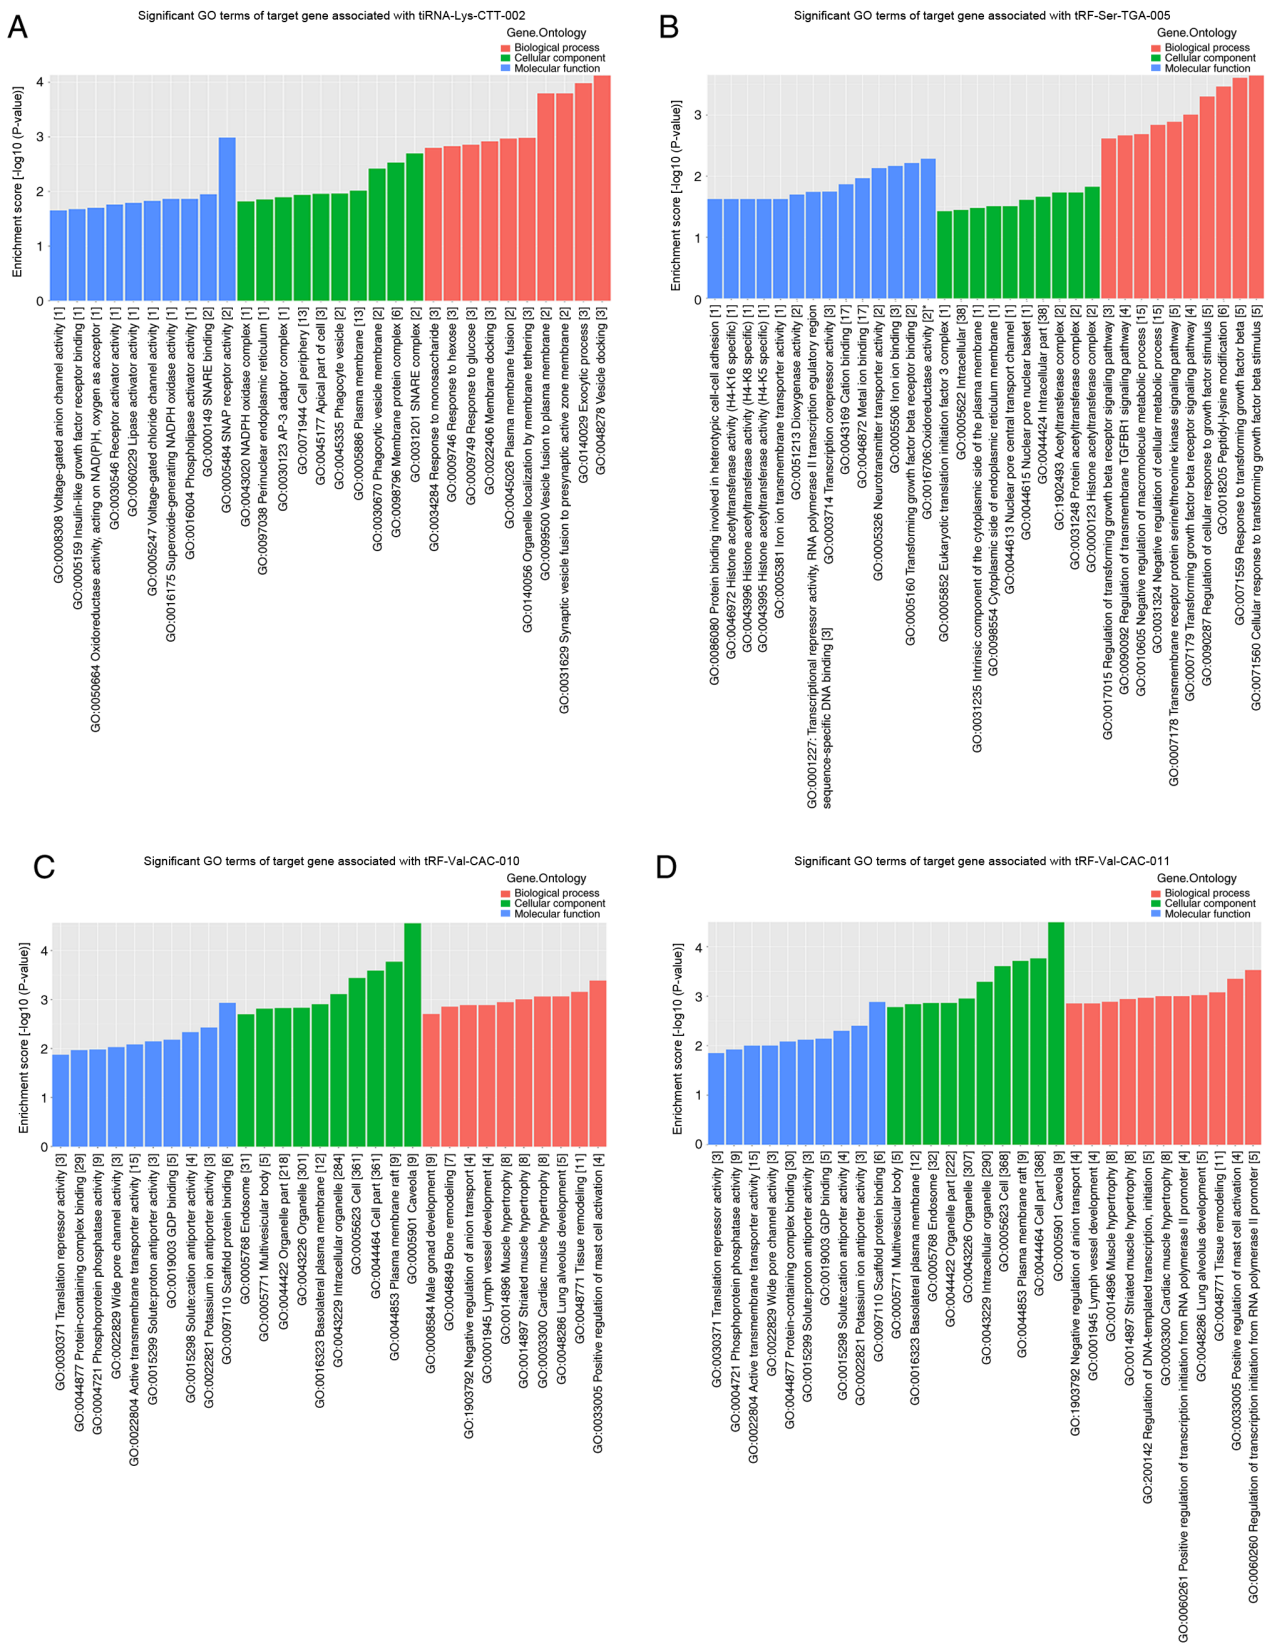 A
Significant GO terms of target gene associated with tiRNA-Lys-CTT-002
Gene.Ontology
Biological process
Cellular component
Molecular function
Enrichment score [-log10 (P-value)]
4
3
2
1
0
GO:0008308 Voltage-gated anion channel activity [1]
GO:0005159 Insulin-like growth factor receptor binding [1]
GO:0050664 Oxidoreductase activity, acting on NAD(P)H, oxygen as acceptor [1]
GO:0030546 Receptor activator activity [1]
GO:0060229 Lipase activator activity [1]
GO:0005247 Voltage-gated chloride channel activity [1]
GO:0016175 Superoxide-generating NADPH oxidase activity [1]
GO:0016004 Phospholipase activator activity [1]
GO:0000149 SNARE binding [2]
GO:0005484 SNAP receptor activity [2]
GO:0043020 NADPH oxidase complex [1]
GO:0097038 Perinuclear endoplasmic reticulum [1]
GO:0030123 AP-3 adaptor complex [1]
GO:0071944 Cell periphery [13]
GO:0045177 Apical part of cell [3]
GO:0045335 Phagocyte vesicle [2]
GO:0005886 Plasma membrane [13]
GO:0030670 Phagocytic vesicle membrane [2]
GO:0098796 Membrane protein complex [6]
GO:0031201 SNARE complex [2]
GO:0034284 Response to monosaccharide [3]
GO:0009746 Response to hexose [3]
GO:0009749 Response to glucose [3]
GO:0022406 Membrane docking [3]
GO:0045026 Plasma membrane fusion [2]
GO:0140056 Organelle localization by membrane tethering [3]
GO:0099500 Vesicle fusion to plasma membrane [2]
GO:0031629 Synaptic vesicle fusion to presynaptic active zone membrane [2]
GO:0140029 Exocytic process [3]
GO:0048278 Vesicle docking [3]
B
Significant GO terms of target gene associated with tRF-Ser-TGA-005
Gene.Ontology
Biological process
Cellular component
Molecular function
Enrichment score [-log10 (P-value)]
3
2
1
0
GO:0086080 Protein binding involved in heterotypic cell-cell adhesion [1]
GO:0046972 Histone acetyltransferase activity (H4-K16 specific) [1]
GO:0043996 Histone acetyltransferase activity (H4-K8 specific) [1]
GO:0043995 Histone acetyltransferase activity (H4-K5 specific) [1]
GO:0005381 Iron ion transmembrane transporter activity [1]
GO:0051213 Dioxygenase activity [2]
GO:0001227: Transcriptional repressor activity, RNA polymerase II transcription egulatory region
sequence-specific DNA binding [3]
GO:0003714 Transcription corepressor activity [3]
GO:0043169 Cation binding [17]
GO:0046872 Metal ion binding [17]
GO:0005326 Neurotransmitter transporter activity [2]
GO:0005506 Iron ion binding [3]
GO:0005160 Transforming growth factor beta receptor binding [2]
GO:0016706:Oxidoreductase activity [2]*
GO:0005852 Eukaryotic translation initiation factor 3 complex [1]
GO:0005622 Intracellular [38]
GO:0031235 Intrinsic component of the cytoplasmic side of the plasma membrane [1]
GO:0098554 Cytoplasmic side of endoplasmic reticulum membrane [1]
GO:0044613 Nuclear pore central transport channel [1]
GO:0044615 Nuclear pore nuclear basket [1]
GO:0044424 Intracellular part [38]
GO:1902493 Acetyltransferase complex [2]
GO:0031248 Protein acetyltransferase complex [2]
GO:0000123 Histone acetyltransferase complex [2]
GO:0017015 Regulation of transforming growth factor beta receptor signaling pathway [3]
GO:0090092 Regulation of transmembrane TGFBR1 signaling pathway [4]
GO:0010605 Negative regulation of macromolecule metabolic process [15]
GO:0031324 Negative regulation of cellular metabolic process [15]
GO:0007178 Transmembrane receptor protein serine/threonine kinase signaling pathway [5]
GO:0007179 Transforming growth factor beta receptor signaling pathway [4]
GO:0090287 Regulation of cellular response to growth factor stimulus [5]
GO:0018205 Peptidyl-lysine modification [6]
GO:0071559 Response to transforming growth factor beta [5]
GO:0071560 Cellular response to transforming growth factor beta stimulus [5]
C
Significant GO terms of target gene associated with tRF-Val-CAC-010
Gene.Ontology
Biological process
Cellular component
Molecular function
Enrichment score [-log10 (P-value)]
4
3
2
1
0
GO:0030371 Translation repressor activity [3]
GO:0044877 Protein-containing complex binding [29]
GO:0004721 Phosphoprotein phosphatase activity [9]
GO:0022829 Wide pore channel activity [3]
GO:0022804 Active transmembrane transporter activity [15]
GO:0015299 Solute:proton antiporter activity [3]
GO:0019003 GDP binding [5]
GO:0015298 Solute:cation antiporter activity [4]
GO:0022821 Potassium ion antiporter activity [3]
GO:0097110 Scaffold protein binding [6]
GO:0005768 Endosome [31]
GO:0005771 Multivesicular body [5]
GO:0044422 Organelle part [218]
GO:0043226 Organelle [301]
GO:0016323 Basolateral plasma membrane [12]
GO:0043229 Intracellular organelle [284]
GO:0005623 Cell [361]
GO:0044464 Cell part [361]
GO:0044853 Plasma membrane raft [9]
GO:0005901 Caveola [9]
GO:0008584 Male gonad development [9]
GO:0046849 Bone remodeling [7]
GO:1903792 Negative regulation of anion transport [4]
GO:0001945 Lymph vessel development [4]
GO:0014896 Muscle hypertrophy [8]
GO:0014897 Striated muscle hypertrophy [8]
GO:0003300 Cardiac muscle hypertrophy [8]
GO:0048286 Lung alveolus development [5]
GO:0048771 Tissue remodeling [11]
GO:0033005 Positive regulation of mast cell activation [4]
D
Significant GO terms of target gene associated with tRF-Val-CAC-011
Gene.Ontology
Biological process
Cellular component
Molecular function
Enrichment score [-log10 (P-value)]
4
3
2
1
0
GO:0030371 Translation repressor activity [3]
GO:0004721 Phosphoprotein phosphatase activity [9]
GO:0022804 Active transmembrane transporter activity [15]
GO:0022829 Wide pore channel activity [3]
GO:0044877 Protein-containing complex binding [30]
GO:0015299 Solute:proton antiporter activity [3]
GO:0019003 GDP binding [5]
GO:0015298 Solute:cation antiporter activity [4]
GO:0022821 Potassium ion antiporter activity [3]
GO:0097110 Scaffold protein binding [6]
GO:0005771 Multivesicular body [5]
GO:0016323 Basolateral plasma membrane [12]
GO:0005768 Endosome [32]
GO:0044422 Organelle part [222]
GO:0043226 Organelle [307]
GO:0043229 Intracellular organelle [290]
GO:0005623 Cell [368]
GO:0044853 Plasma membrane raft [9]
GO:0044464 Cell part [368]
GO:0005901 Caveola [9]
GO:1903792 Negative regulation of anion transport [4]
GO:0001945 Lymph vessel development [4]
GO:0014896 Muscle hypertrophy [8]
GO:0014897 Striated muscle hypertrophy [8]
GO:200142 Regulation of DNA-templated transcription, initiation [5]
GO:0003300 Cardiac muscle hypertrophy [8]
GO:0060261 Positive regulation of transcription initiation from RNA polymerase II promoter [4]
GO:0048286 Lung alveolus development [5]
GO:0048771 Tissue remodeling [11]
GO:0033005 Positive regulation of mast cell activation [4]
GO:0060260 Regulation of transcription initiation from RNA polymerase II promoter [5]